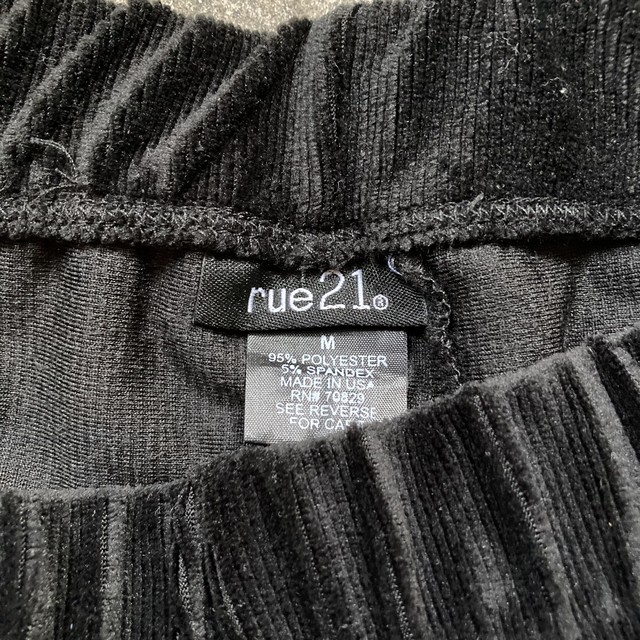 rue21®
M
95% POLYESTER
5% SPANDEX
MADE IN USA
RN# 70829
SEE REVERSE
FOR CARE